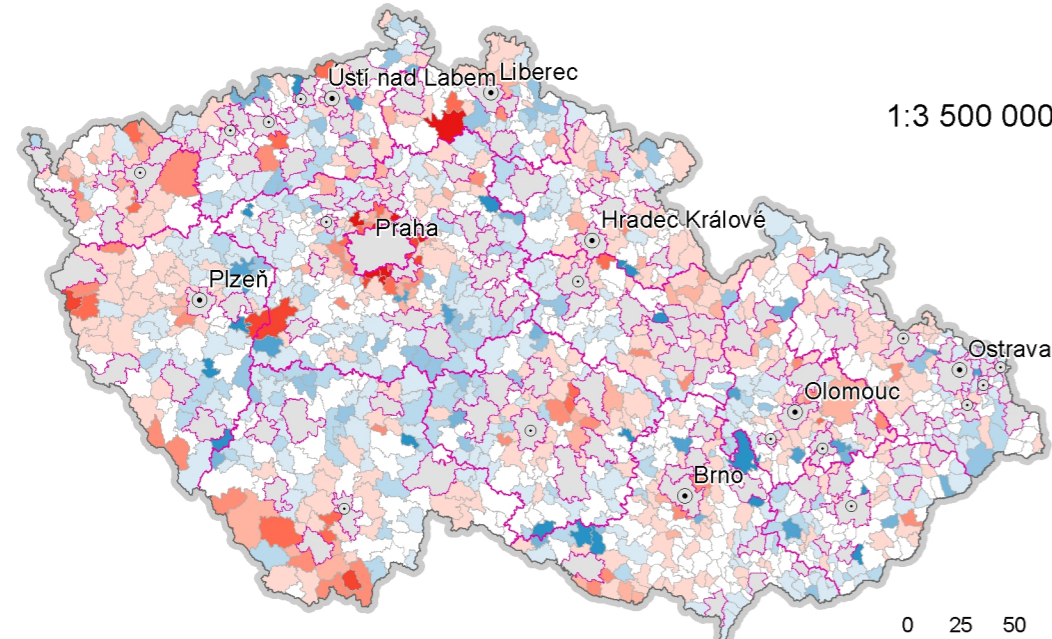 Ústí nad Labem
Liberec
1:3 500 000
Praha
Hradec Králové
Plzeň
Ostrava
Olomouc
Brno
0 25 50